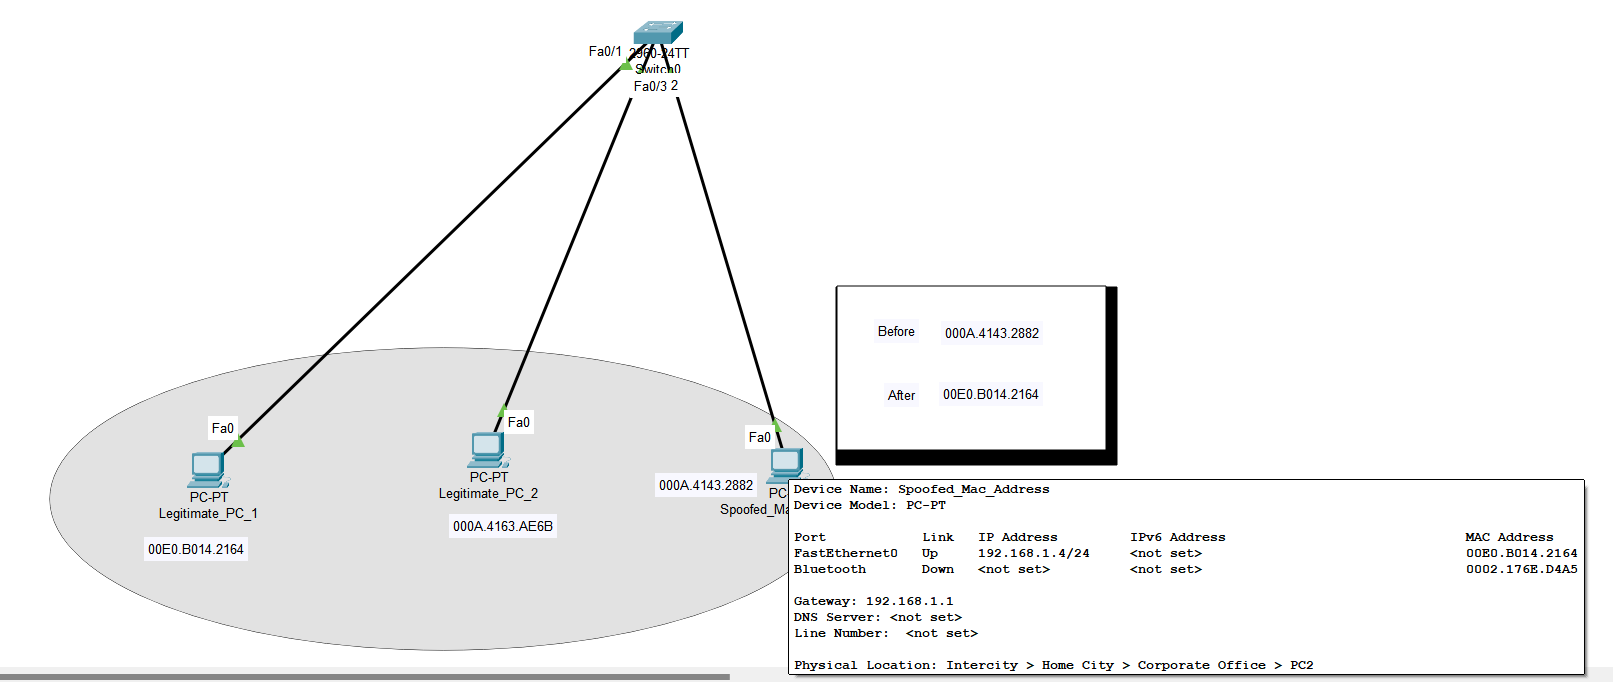 Fa0/1
2960-24TT
Switch0
Fa0/3 2
Before 000A.4143.2882
After 00E0.B014.2164
Fa0
PC-PT
Legitimate_PC_1
00E0.B014.2164
Fa0
PC-PT
Legitimate_PC_2
000A.4163.AE6B
Fa0
000A.4143.2882
PC
Spoofed_Ma
Device Name: Spoofed_Mac_Address
Device Model: PC-PT
Port Link IP Address IPv6 Address MAC Address
FastEthernet0 Up 192.168.1.4/24 <not set> 00E0.B014.2164
Bluetooth Down <not set> <not set> 0002.176E.D4A5
Gateway: 192.168.1.1
DNS Server: <not set>
Line Number: <not set>
Physical Location: Intercity > Home City > Corporate Office > PC2